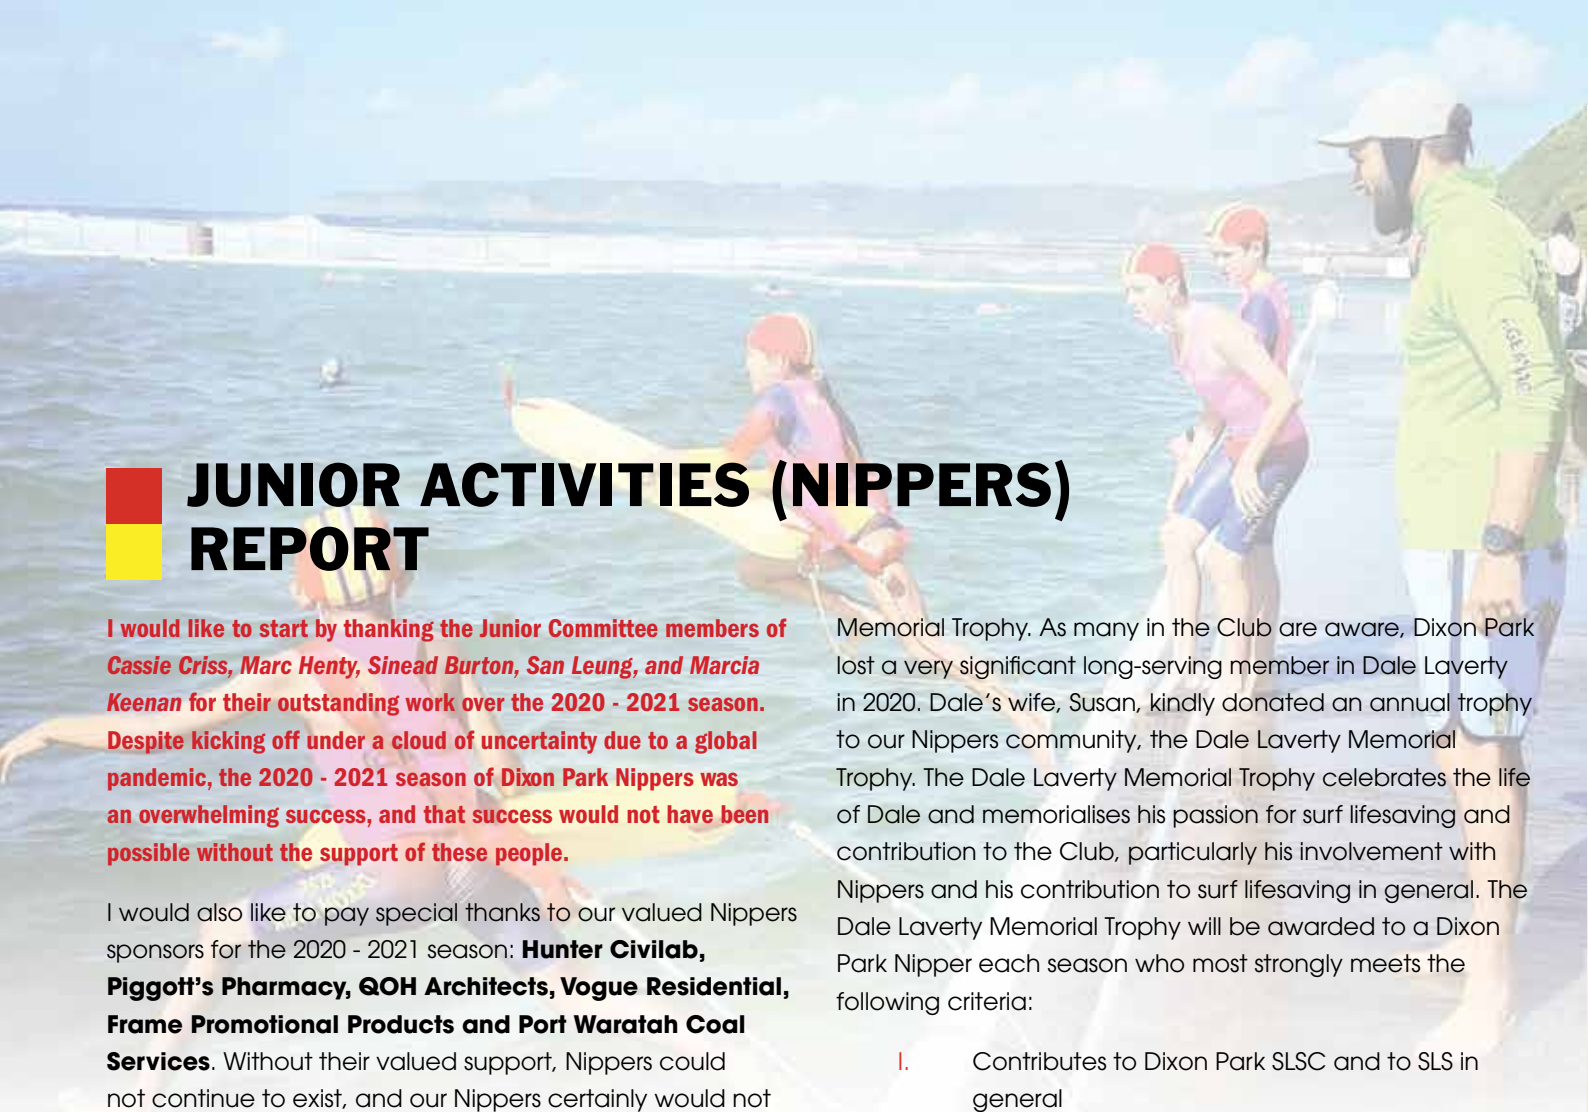 JUNIOR ACTIVITIES (NIPPERS)
REPORT
I would like to start by thanking the Junior Committee members of
Cassie Criss, Marc Henty, Sinead Burton, San Leung, and Marcia
Keenan for their outstanding work over the 2020 - 2021 season.
Despite kicking off under a cloud of uncertainty due to a global
pandemic, the 2020 - 2021 season of Dixon Park Nippers was
an overwhelming success, and that success would not have been
possible without the support of these people.
I would also like to pay special thanks to our valued Nippers
sponsors for the 2020 - 2021 season: Hunter Civilab,
Piggott's Pharmacy, QOH Architects, Vogue Residential,
Frame Promotional Products and Port Waratah Coal
Services. Without their valued support, Nippers could
not continue to exist, and our Nippers certainly would not
Memorial Trophy. As many in the Club are aware, Dixon Park
lost a very significant long-serving member in Dale Laverty
in 2020. Dale's wife, Susan, kindly donated an annual trophy
to our Nippers community, the Dale Laverty Memorial
Trophy. The Dale Laverty Memorial Trophy celebrates the life
of Dale and memorialises his passion for surf lifesaving and
contribution to the Club, particularly his involvement with
Nippers and his contribution to surf lifesaving in general. The
Dale Laverty Memorial Trophy will be awarded to a Dixon
Park Nipper each season who most strongly meets the
following criteria:
I. Contributes to Dixon Park SLSC and to SLS in
general